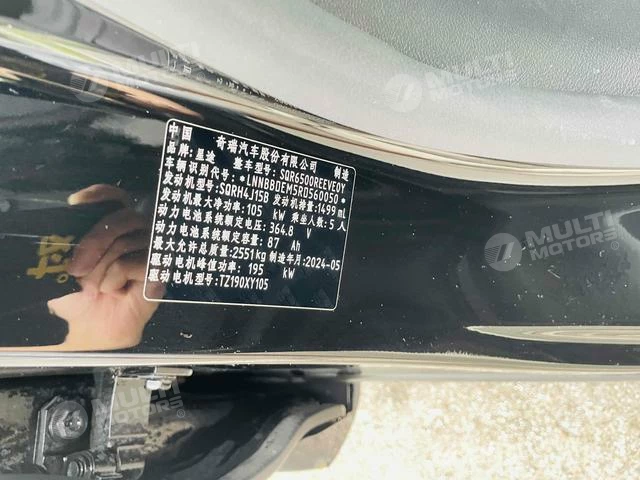 中国 奇瑞汽车股份有限公司 制造
品牌：星途 整车型号：SQR6500REEVE0Y
车辆识别代号：★LNNBBDEM5RD560050★
发动机型号：SQRH4J15B 发动机排量：1499 mL
发动机最大净功率：105 kW 乘坐人数：5 人
动力电池系统额定电压：364.8 V
动力电池系统额定容量：87 Ah
最大允许总质量：2551kg 制造年月：2024-05
驱动电机峰值功率：195 kW
驱动电机型号：TZ190XY105
MULTI MOTORS
MULTI MOTORS
MULTI MOTORS
MULTI MOTORS